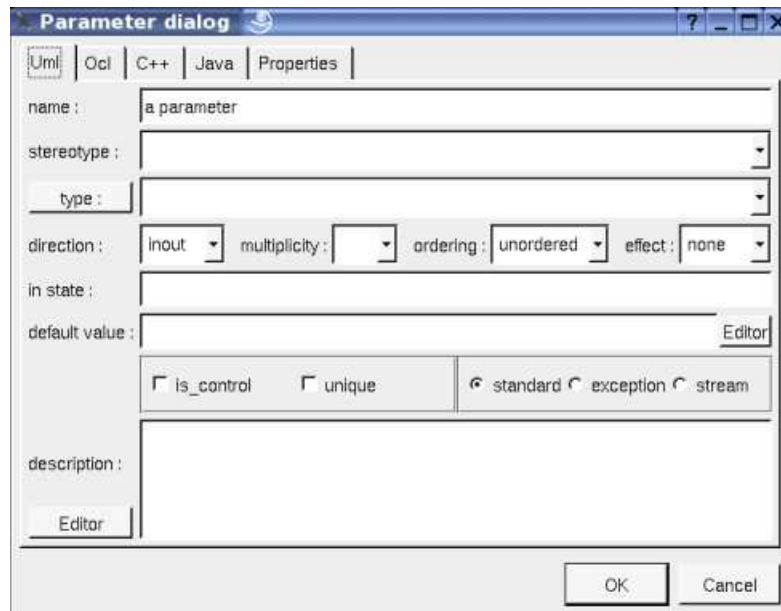 Parameter dialog ? _
Uml Ocl C++ Java Properties
name : a parameter
stereotype :
type :
direction : inout multiplicity : ordering : unordered effect : none
in state :
default value : Editor
is_control unique standard exception stream
description :
Editor
OK Cancel